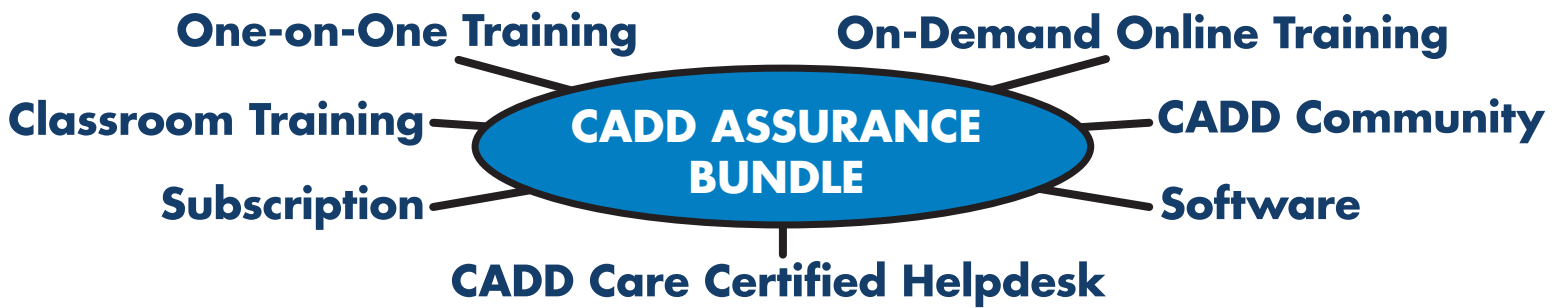 One-on-One Training
On-Demand Online Training
Classroom Training
CADD ASSURANCE
BUNDLE
CADD Community
Subscription
Software
CADD Care Certified Helpdesk